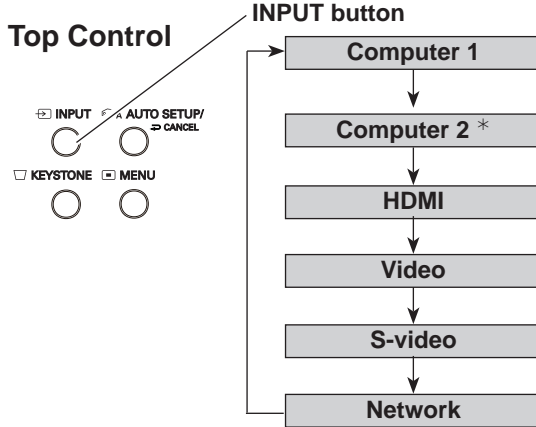 INPUT button
Top Control
INPUT
A AUTO SETUP/
CANCEL
KEYSTONE
MENU
Computer 1
Computer 2 *
HDMI
Video
S-video
Network